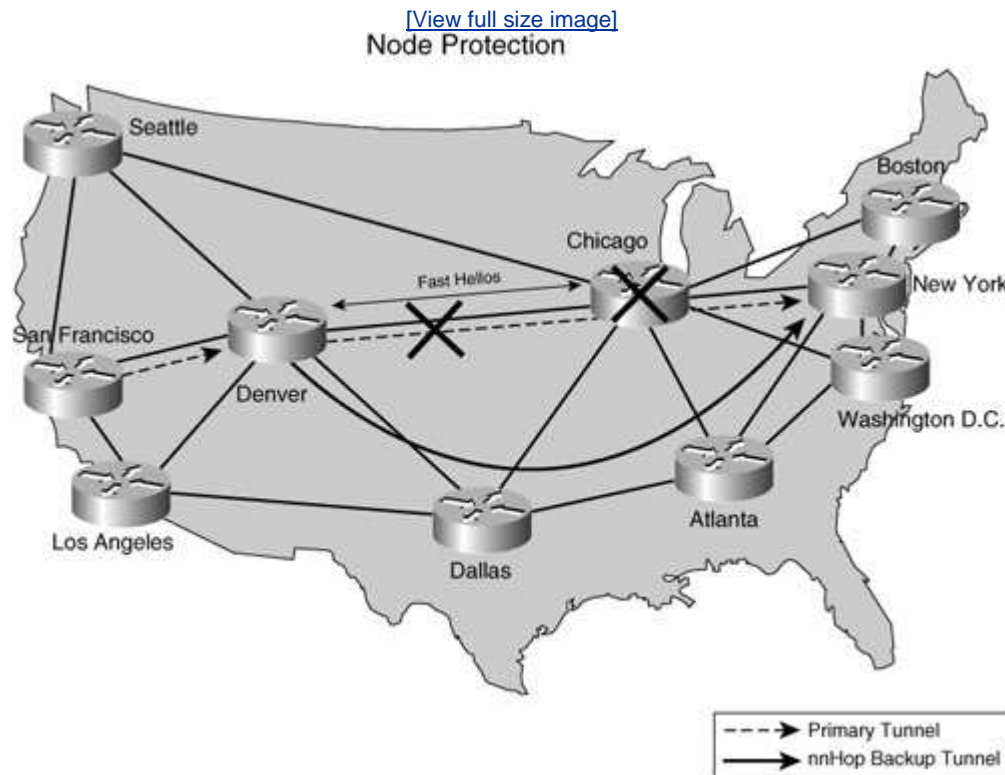 [View full size image]
Node Protection
Seattle
Boston
Chicago
Fast Hellos
New York
San Francisco
Denver
Washington D.C.
Atlanta
Los Angeles
Dallas
Primary Tunnel
nnHop Backup Tunnel